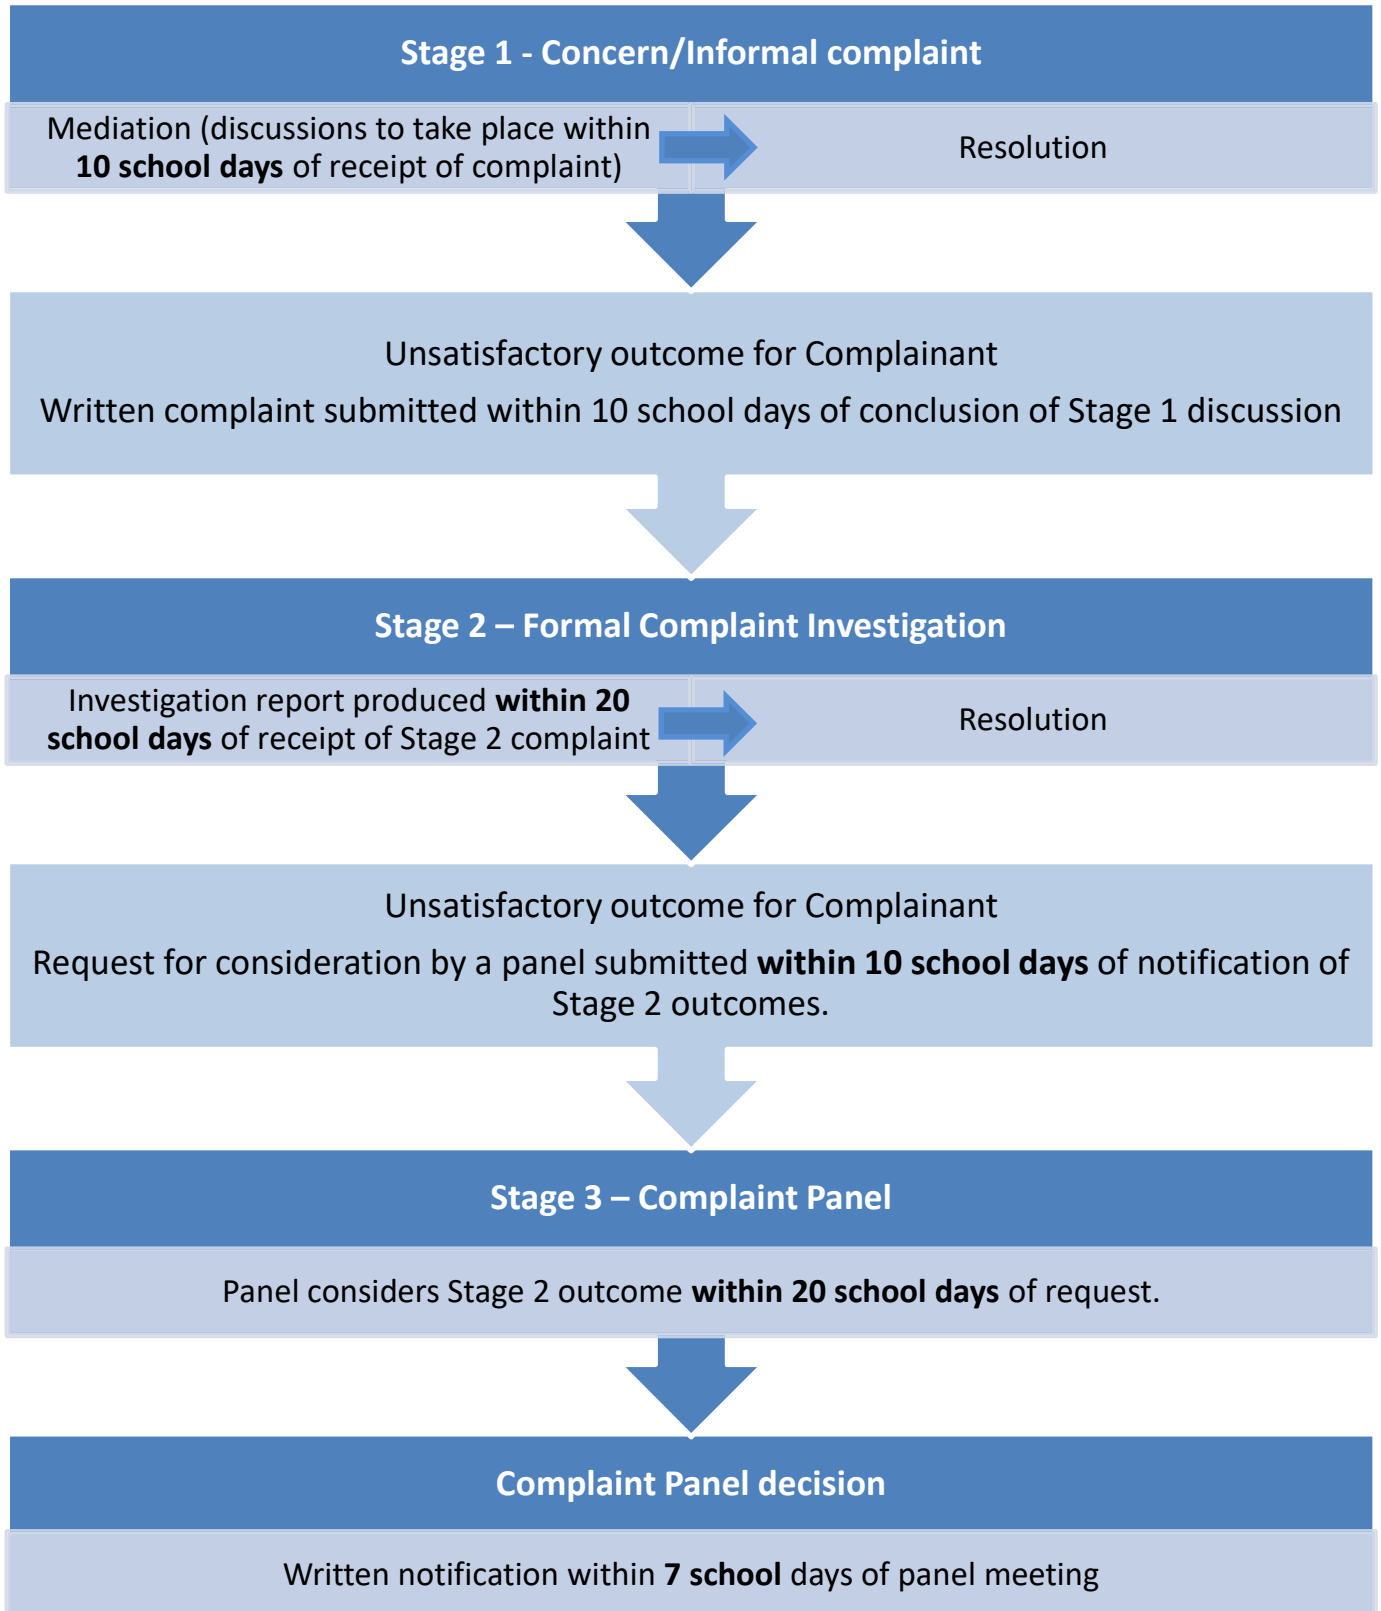 Stage 1 - Concern/Informal complaint
Mediation (discussions to take place within
10 school days of receipt of complaint)
Resolution
Unsatisfactory outcome for Complainant
Written complaint submitted within 10 school days of conclusion of Stage 1 discussion
Stage 2 – Formal Complaint Investigation
Investigation report produced within 20
school days of receipt of Stage 2 complaint
Resolution
Unsatisfactory outcome for Complainant
Request for consideration by a panel submitted within 10 school days of notification of
Stage 2 outcomes.
Stage 3 – Complaint Panel
Panel considers Stage 2 outcome within 20 school days of request.
Complaint Panel decision
Written notification within 7 school days of panel meeting